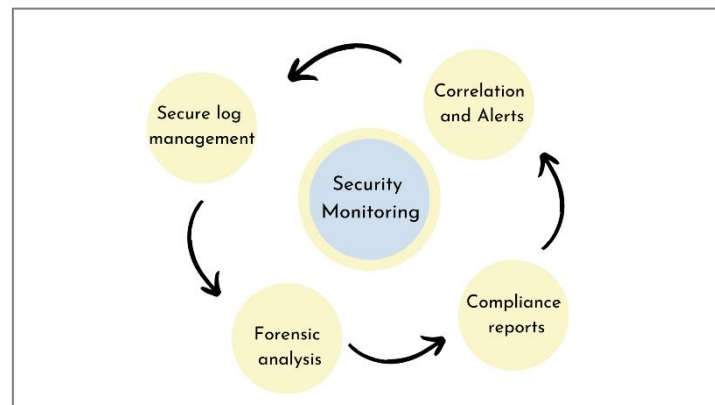 Correlation
and Alerts
Secure log
management
Security
Monitoring
Compliance
reports
Forensic
analysis